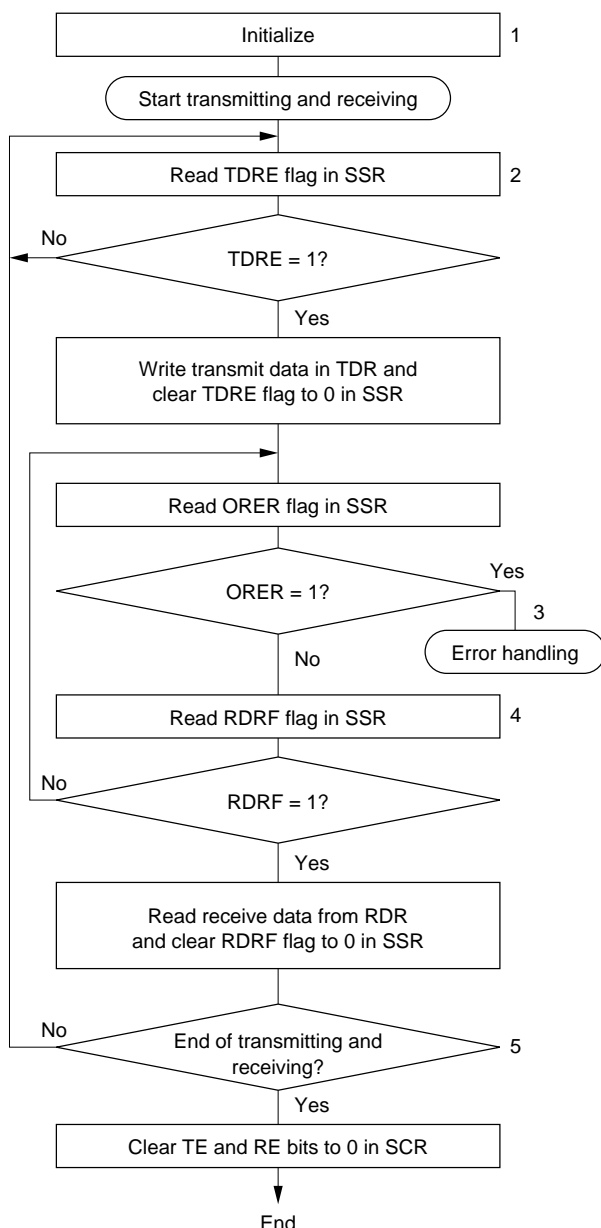 Initialize
1
Start transmitting and receiving
Read TDRE flag in SSR
2
No
TDRE = 1?
Yes
Write transmit data in TDR and
clear TDRE flag to 0 in SSR
Read ORER flag in SSR
ORER = 1?
Yes
3
Error handling
No
Read RDRF flag in SSR
4
No
RDRF = 1?
Yes
Read receive data from RDR
and clear RDRF flag to 0 in SSR
No
End of transmitting and
receiving?
5
Yes
Clear TE and RE bits to 0 in SCR
End